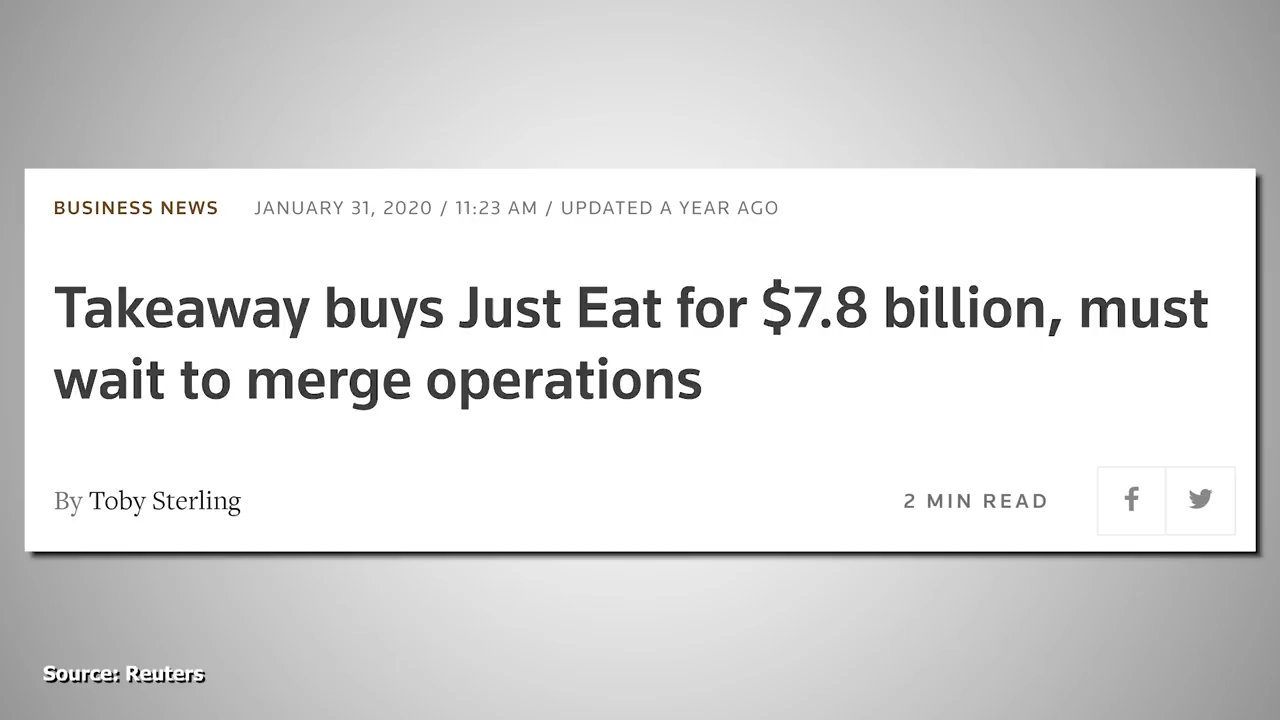 BUSINESS NEWS JANUARY 31, 2020 / 11:23 AM / UPDATED A YEAR AGO
Takeaway buys Just Eat for $7.8 billion, must
wait to merge operations
By Toby Sterling 2 MIN READ
Source: Reuters